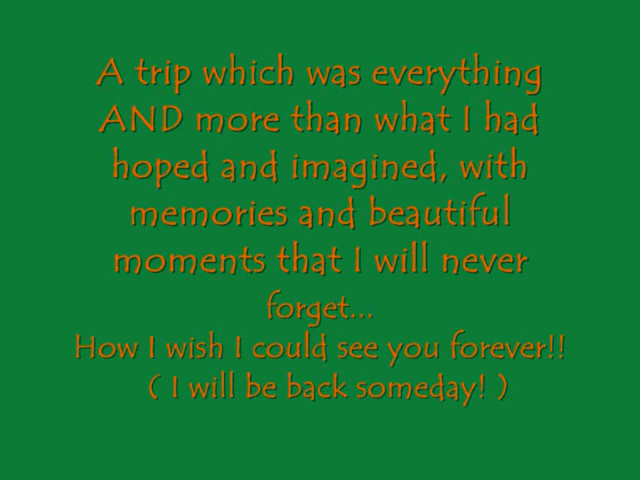 A trip which was everything
AND more than what I had
hoped and imagined, with
memories and beautiful
moments that I will never
forget...
How I wish I could see you forever!!
( I will be back someday! )